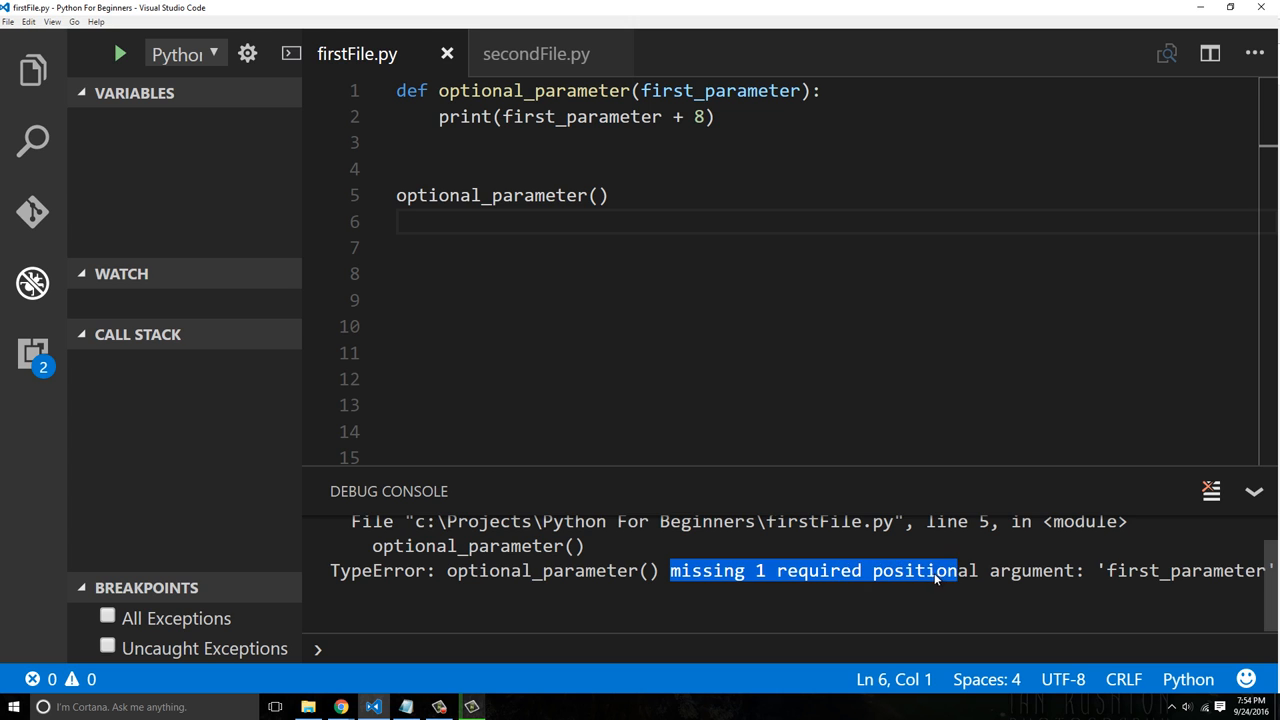 firstFile.py - Python For Beginners - Visual Studio Code
File Edit View Go Help
Python
firstFile.py
secondFile.py
VARIABLES
WATCH
CALL STACK
BREAKPOINTS
All Exceptions
Uncaught Exceptions
2
1 def optional_parameter(first_parameter):
2 print(first_parameter + 8)
3
4
5 optional_parameter()
6
7
8
9
10
11
12
13
14
15
DEBUG CONSOLE
File "c:\Projects\Python For Beginners\firstFile.py", line 5, in <module>
optional_parameter()
TypeError: optional_parameter() missing 1 required positional argument: 'first_parameter'
0 0
Ln 6, Col 1 Spaces: 4 UTF-8 CRLF Python
I'm Cortana. Ask me anything.
7:54 PM
9/24/2016